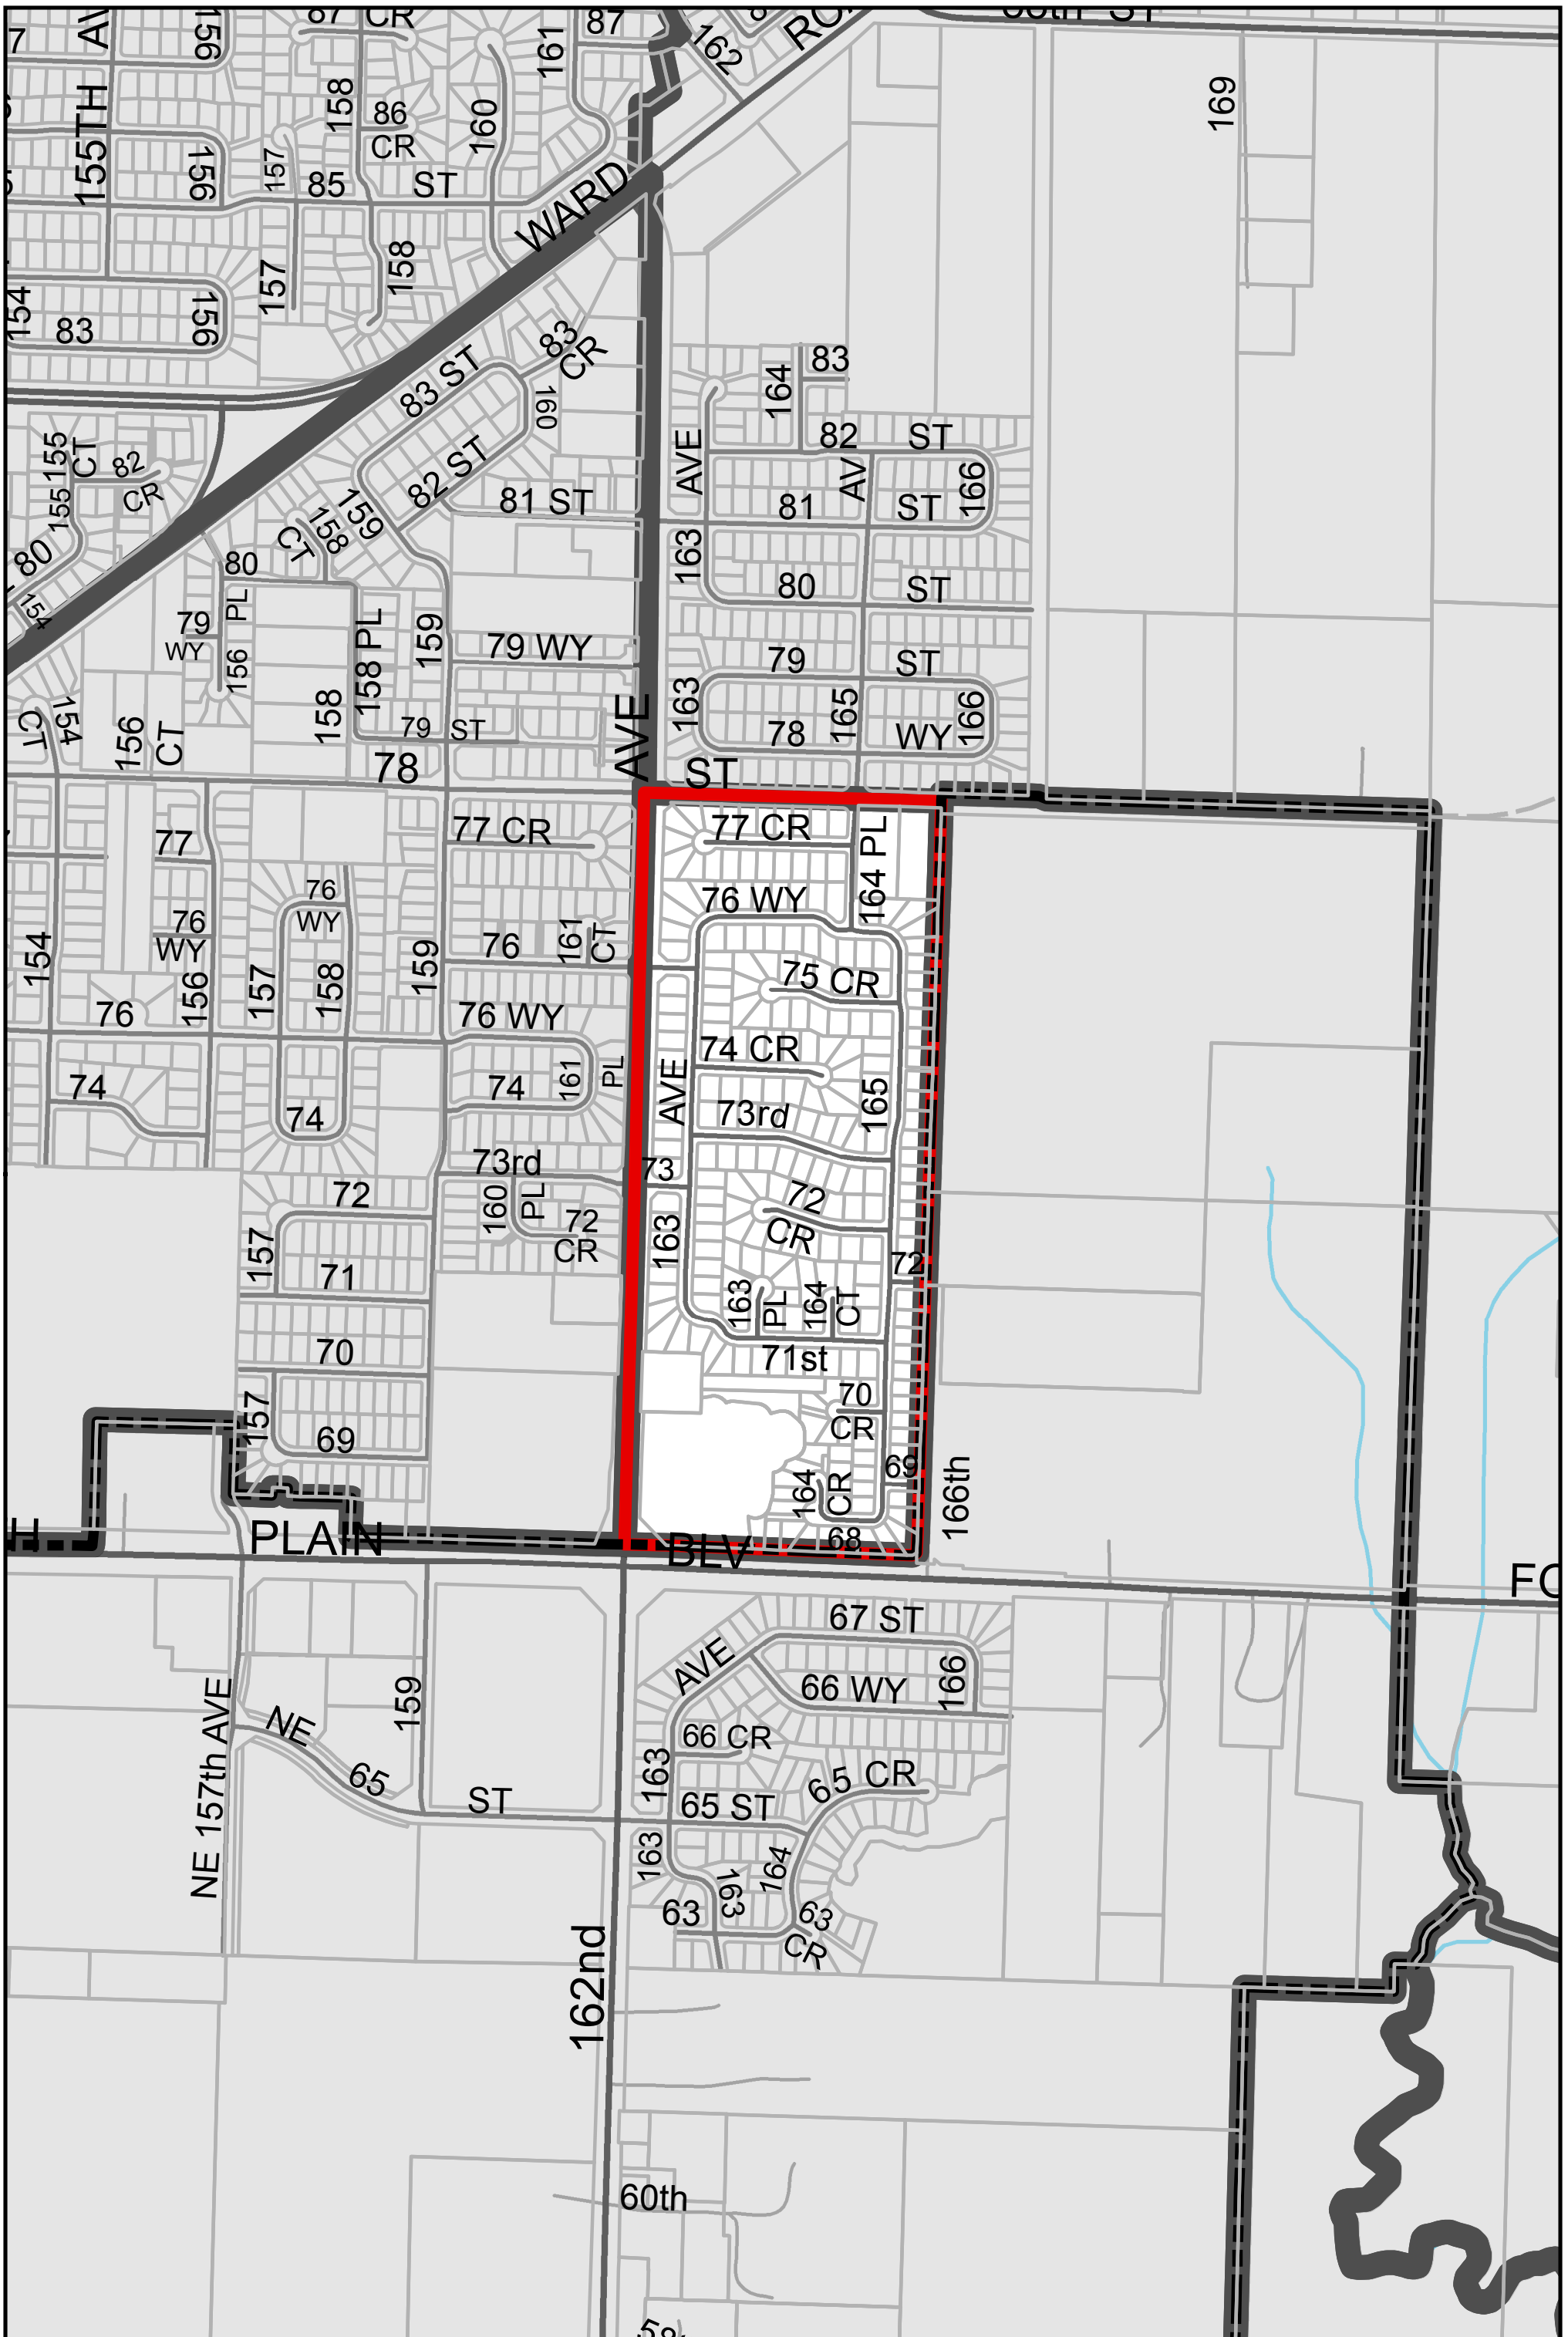 87 CR
87
161
162
156
155TH
158
86
CR
160
169
156
157
85 ST
WARD
157
158
154
83
156
83 ST
83
CR
160
164
83
82 ST
AVE
AV
166
155
CT
82
CR
155
82 ST
81 ST
81 ST
159
158
CT
163
80
80
154
80 ST
79
WY
PL
156
158 PL
159
79 WY
79 ST
163
165
166
78 WY
CT
154
156
CT
158
79 ST
AVE
78
ST
77
77 CR
77 CR
164 PL
76
WY
76 WY
76
WY
154
156
157
158
159
76
161
CT
75 CR
76
76 WY
74 CR
AVE
165
74
74
74
161
PL
73rd
73rd
73
72
160
PL
72
CR
72
CR
163
157
71
72
163
PL
164
CT
70
71st
157
70
CR
69
69
164
CR
166th
H
PLAIN
BLV
68
67 ST
AVE
66 WY
166
159
NE
NE 157th AVE
66 CR
163
65
ST
65 CR
65 ST
163
164
163
63
63
CR
162nd
60th